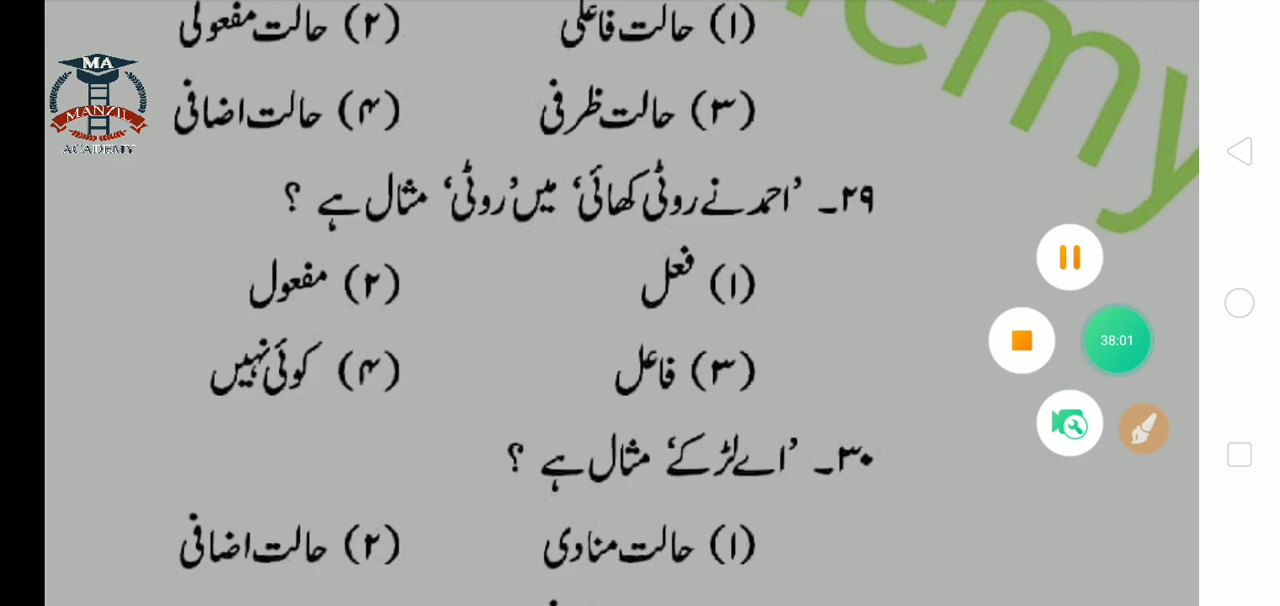 (۱) حالت فاعلی (۲) حالت مفعولی
(۳) حالت ظرفی (۴) حالت اضافی
MA
MANZIL
ACADEMY
emy
۲۹۔ ’احمد نے روٹی کھائی‘ میں ’روٹی‘ مثال ہے ؟
(۱) فعل (۲) مفعول
(۳) فاعل (۴) کوئی نہیں
38:01
۳۰۔ ’اے لڑکے‘ مثال ہے ؟
(۱) حالت منادی (۲) حالت اضافی